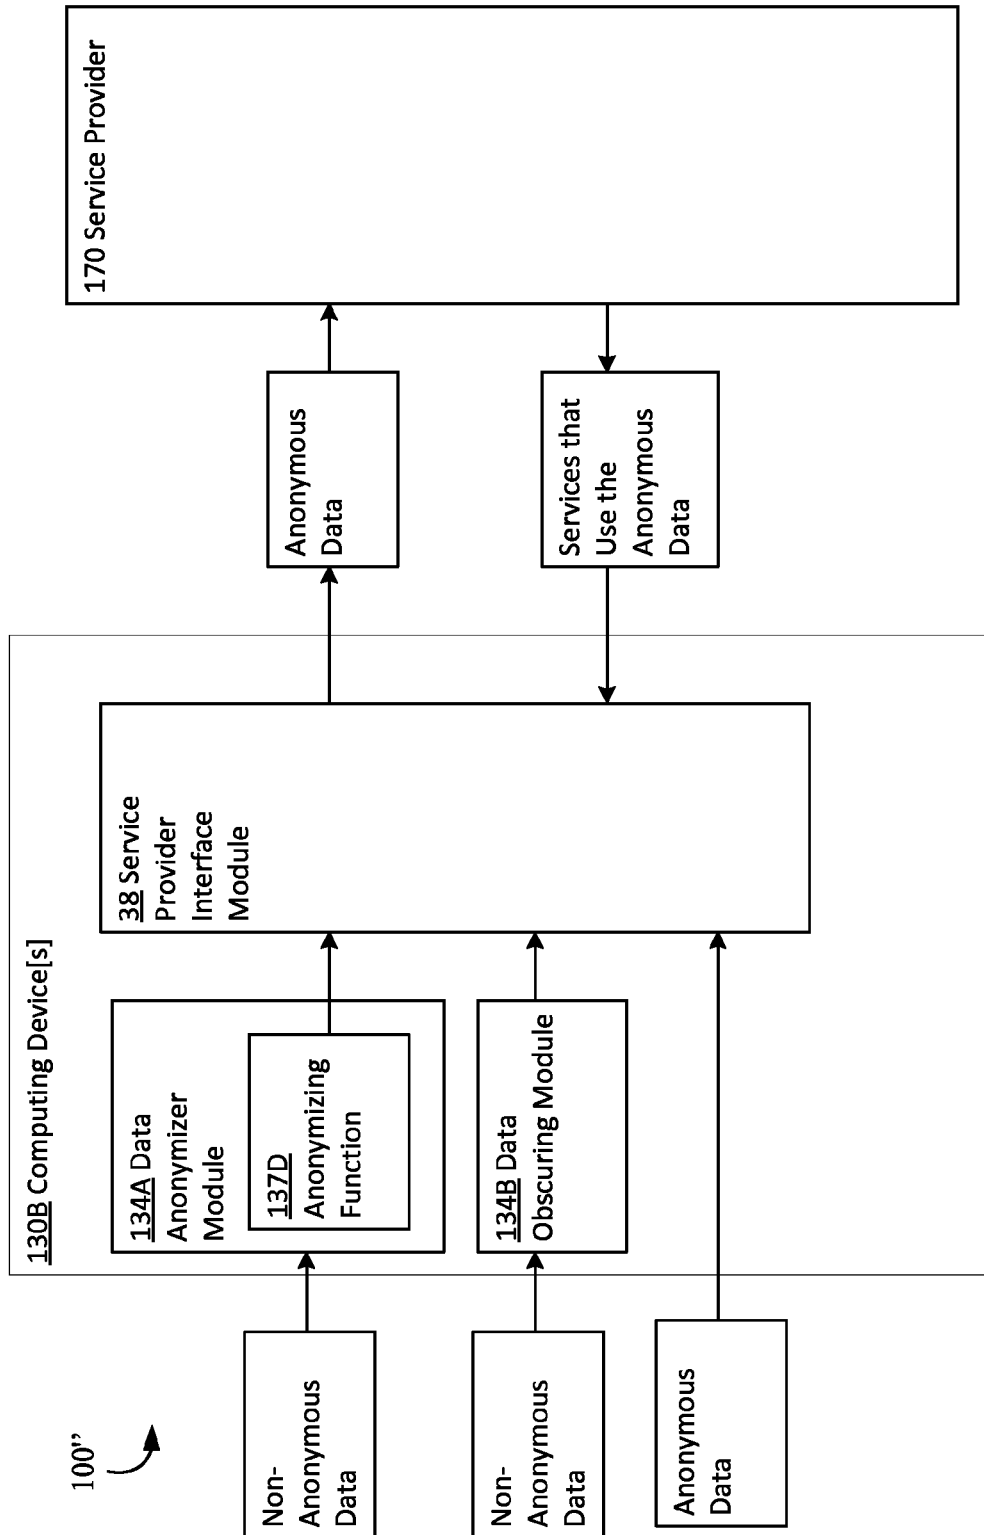 100”
Non-
Anonymous
Data
Non-
Anonymous
Data
Anonymous
Data
130B Computing Device[s]
134A Data
Anonymizer
Module
137D
Anonymizing
Function
134B Data
Obscuring Module
38 Service
Provider
Interface
Module
Anonymous
Data
Services that
Use the
Anonymous
Data
170 Service Provider